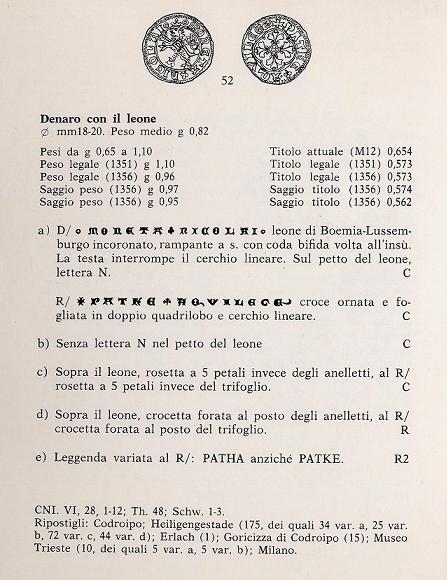 52
Denaro con il leone
∅ mm18-20. Peso medio g 0,82
Pesi da g 0,65 a 1,10 Titolo attuale (M12) 0,654
Peso legale (1351) g 1,10 Titolo legale (1351) 0,573
Peso legale (1356) g 0,96 Titolo legale (1356) 0,573
Saggio peso (1356) g 0,97 Saggio titolo (1356) 0,574
Saggio peso (1356) g 0,95 Saggio titolo (1356) 0,562
a) D/ ∘ MONETA + NICOLAI ∘ leone di Boemia-Lussem-
burgo incoronato, rampante a s. con coda bifida volta all'insù.
La testa interrompe il cerchio lineare. Sul petto del leone,
lettera N. C
R/ croce ornata e fo-
gliata in doppio quadrilobo e cerchio lineare. C
b) Senza lettera N nel petto del leone C
c) Sopra il leone, rosetta a 5 petali invece degli anelletti, al R/
rosetta a 5 petali invece del trifoglio. C
d) Sopra il leone, crocetta forata al posto degli anelletti, al R/
crocetta forata al posto del trifoglio. R
e) Leggenda variata al R/: PATHA anziché PATKE. R2
CNI. VI, 28, 1-12; Th. 48; Schw. 1-3.
Ripostigli: Codroipo; Heiligengestade (175, dei quali 34 var. a, 25 var.
b, 72 var. c, 44 var. d); Erlach (1); Goricizza di Codroipo (15); Museo
Trieste (10, dei quali 5 var. a, 5 var. b); Milano.